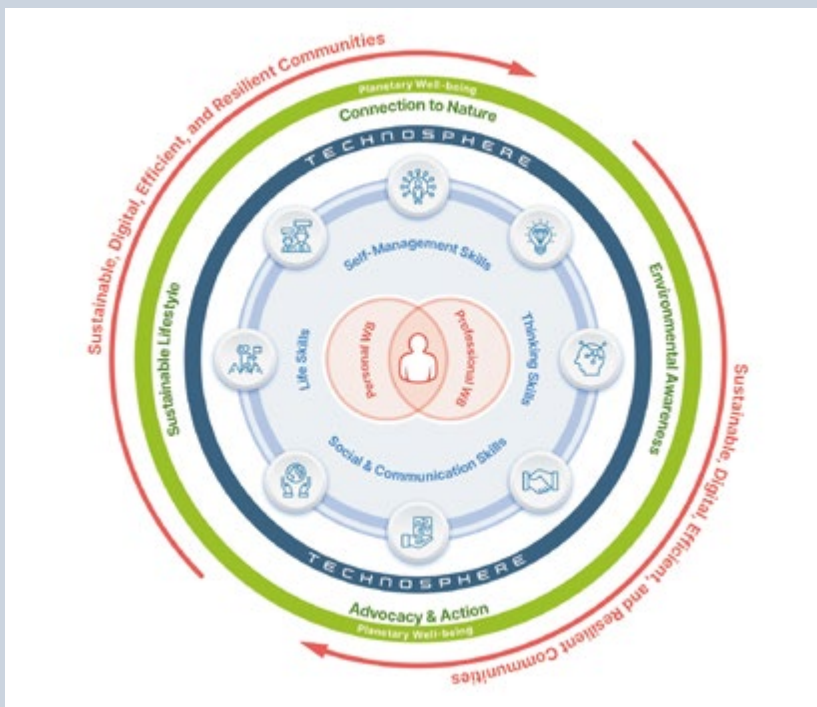 Sustainable, Digital, Efficient, and Resilient Communities
Planetary Well-being
Connection to Nature
TECHNOSPHERE
Self-Management Skills
Sustainable Lifestyle
Life Skills
Personal WB
Professional WB
Thinking Skills
Environmental Awareness
Social & Communication Skills
TECHNOSPHERE
Advocacy & Action
Planetary Well-being
Sustainable, Digital, Efficient, and Resilient Communities